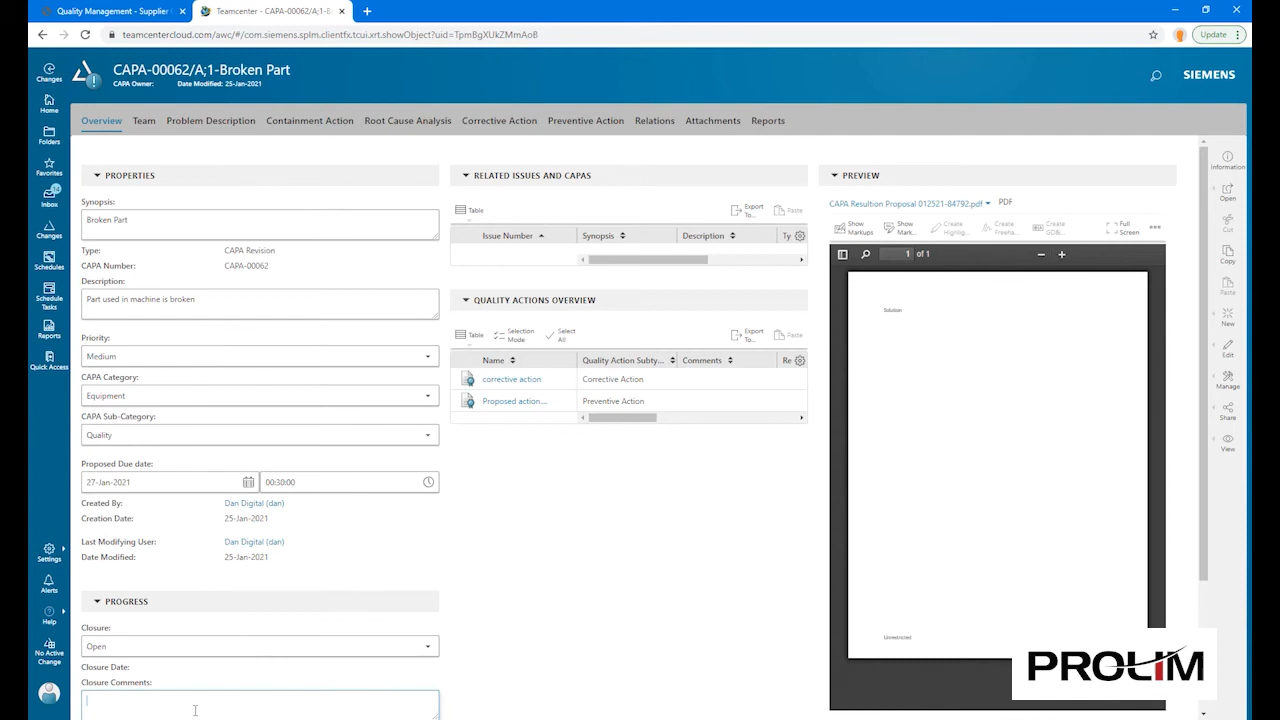 Quality Management - Supplier
Teamcenter - CAPA-00062/A;1-B
teamcentercloud.com/awc/#/com.siemens.splm.clientfx.tcui.xrt.showObject?uid=TpmBgXUkZMmAoB
Update
CAPA-00062/A;1-Broken Part
CAPA Owner: Date Modified: 25-Jan-2021
SIEMENS
Changes
Home
Folders
Favorites
Inbox
Changes
Schedules
Schedule Tasks
Reports
Quick Access
Settings
Alerts
Help
No Active Change
Overview Team Problem Description Containment Action Root Cause Analysis Corrective Action Preventive Action Relations Attachments Reports
PROPERTIES
Synopsis:
Broken Part
Type: CAPA Revision
CAPA Number: CAPA-00062
Description:
Part used in machine is broken
Priority:
Medium
CAPA Category:
Equipment
CAPA Sub-Category:
Quality
Proposed Due date:
27-Jan-2021 00:30:00
Created By: Dan Digital (dan)
Creation Date: 25-Jan-2021
Last Modifying User: Dan Digital (dan)
Date Modified: 25-Jan-2021
PROGRESS
Closure:
Open
Closure Date:
Closure Comments:
RELATED ISSUES AND CAPAS
Table Export To... Paste
Issue Number Synopsis Description Ty
QUALITY ACTIONS OVERVIEW
Table Selection Mode Select All Export To... Paste
Name Quality Action Subty... Comments Re
corrective action Corrective Action
Proposed action.... Preventive Action
PREVIEW
CAPA Resultion Proposal 012521-84792.pdf PDF
Show Markups Show Mark... Create Highlig... Create Freeha... Create GD&... Full Screen
1 of 1
Solution
Unrestricted
Information
Open
Cut
Copy
Paste
New
Edit
Manage
Share
View
PROLIM